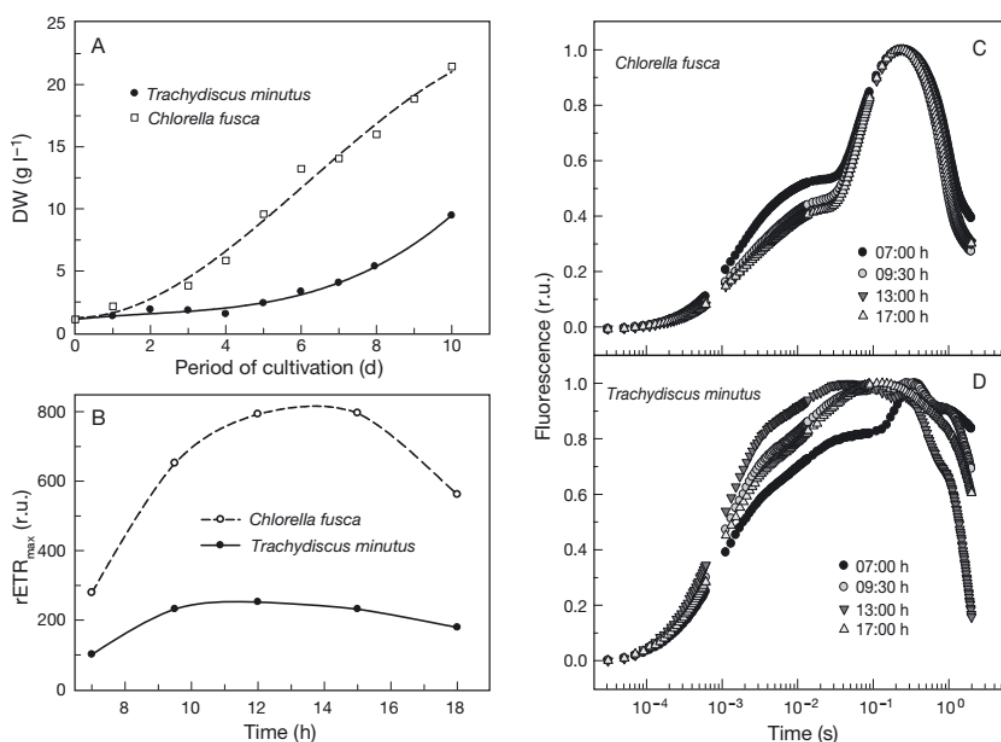 A
25
20
15
10
5
0
DW (g l–1)
Trachydiscus minutus
Chlorella fusca
0 2 4 6 8 10
Period of cultivation (d)
B
800
600
400
200
0
rETRmax (r.u.)
Chlorella fusca
Trachydiscus minutus
8 10 12 14 16 18
Time (h)
C
Chlorella fusca
1.0
0.8
0.6
0.4
0.2
0.0
07:00 h
09:30 h
13:00 h
17:00 h
Fluorescence (r.u.)
D
Trachydiscus minutus
1.0
0.8
0.6
0.4
0.2
0.0
07:00 h
09:30 h
13:00 h
17:00 h
10–4 10–3 10–2 10–1 100
Time (s)